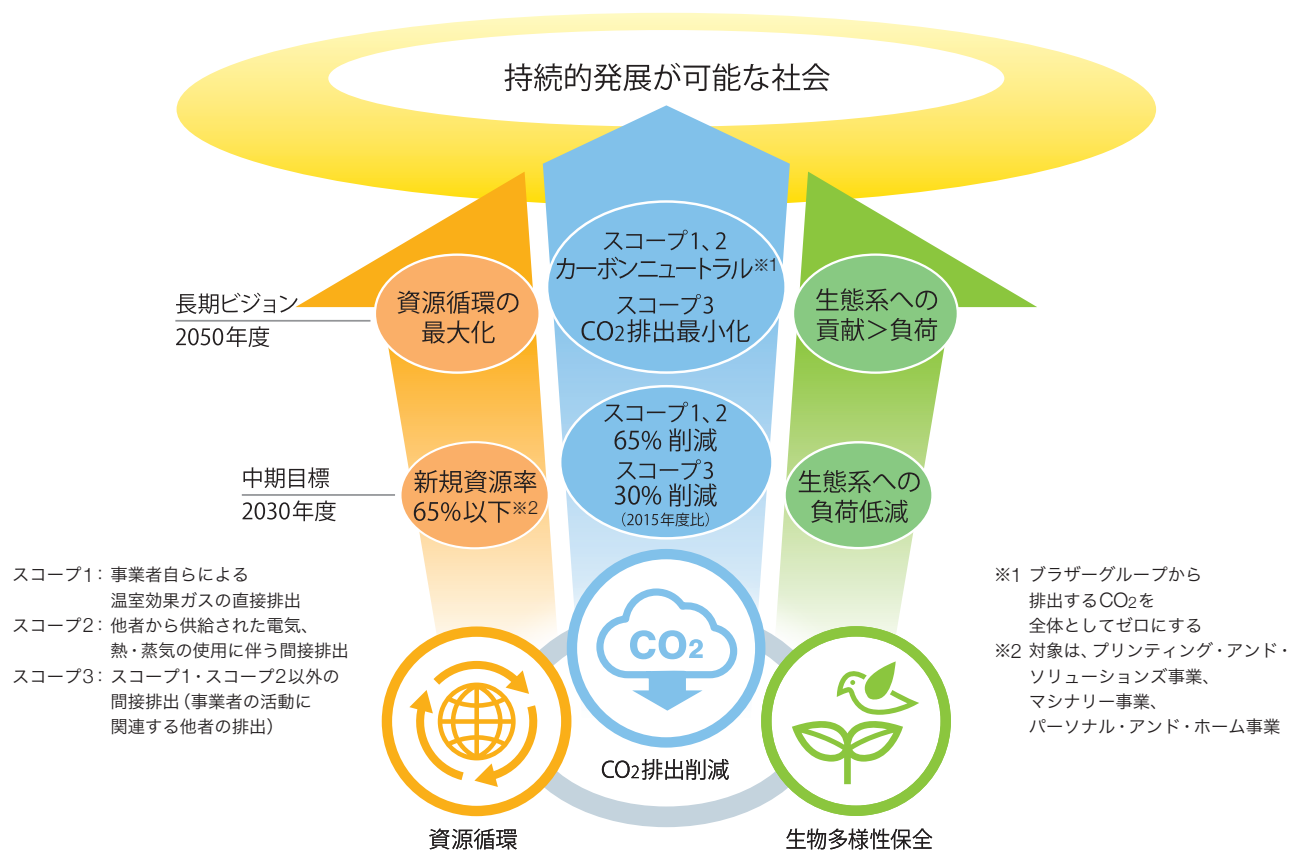 持続的発展が可能な社会
長期ビジョン
2050年度
資源循環の
最大化
スコープ1、2
カーボンニュートラル※1
スコープ3
CO2排出最小化
生態系への
貢献＞負荷
中期目標
2030年度
新規資源率
65%以下※2
スコープ1、2
65% 削減
スコープ3
30% 削減
（2015年度比）
生態系への
負荷低減
スコープ1：事業者自らによる
温室効果ガスの直接排出
スコープ2：他者から供給された電気、
熱・蒸気の使用に伴う間接排出
スコープ3：スコープ1・スコープ2以外の
間接排出（事業者の活動に
関連する他者の排出）
※1 ブラザーグループから
排出するCO2を
全体としてゼロにする
※2 対象は、プリンティング・アンド・
ソリューションズ事業、
マシナリー事業、
パーソナル・アンド・ホーム事業
CO2
CO2排出削減
資源循環
生物多様性保全